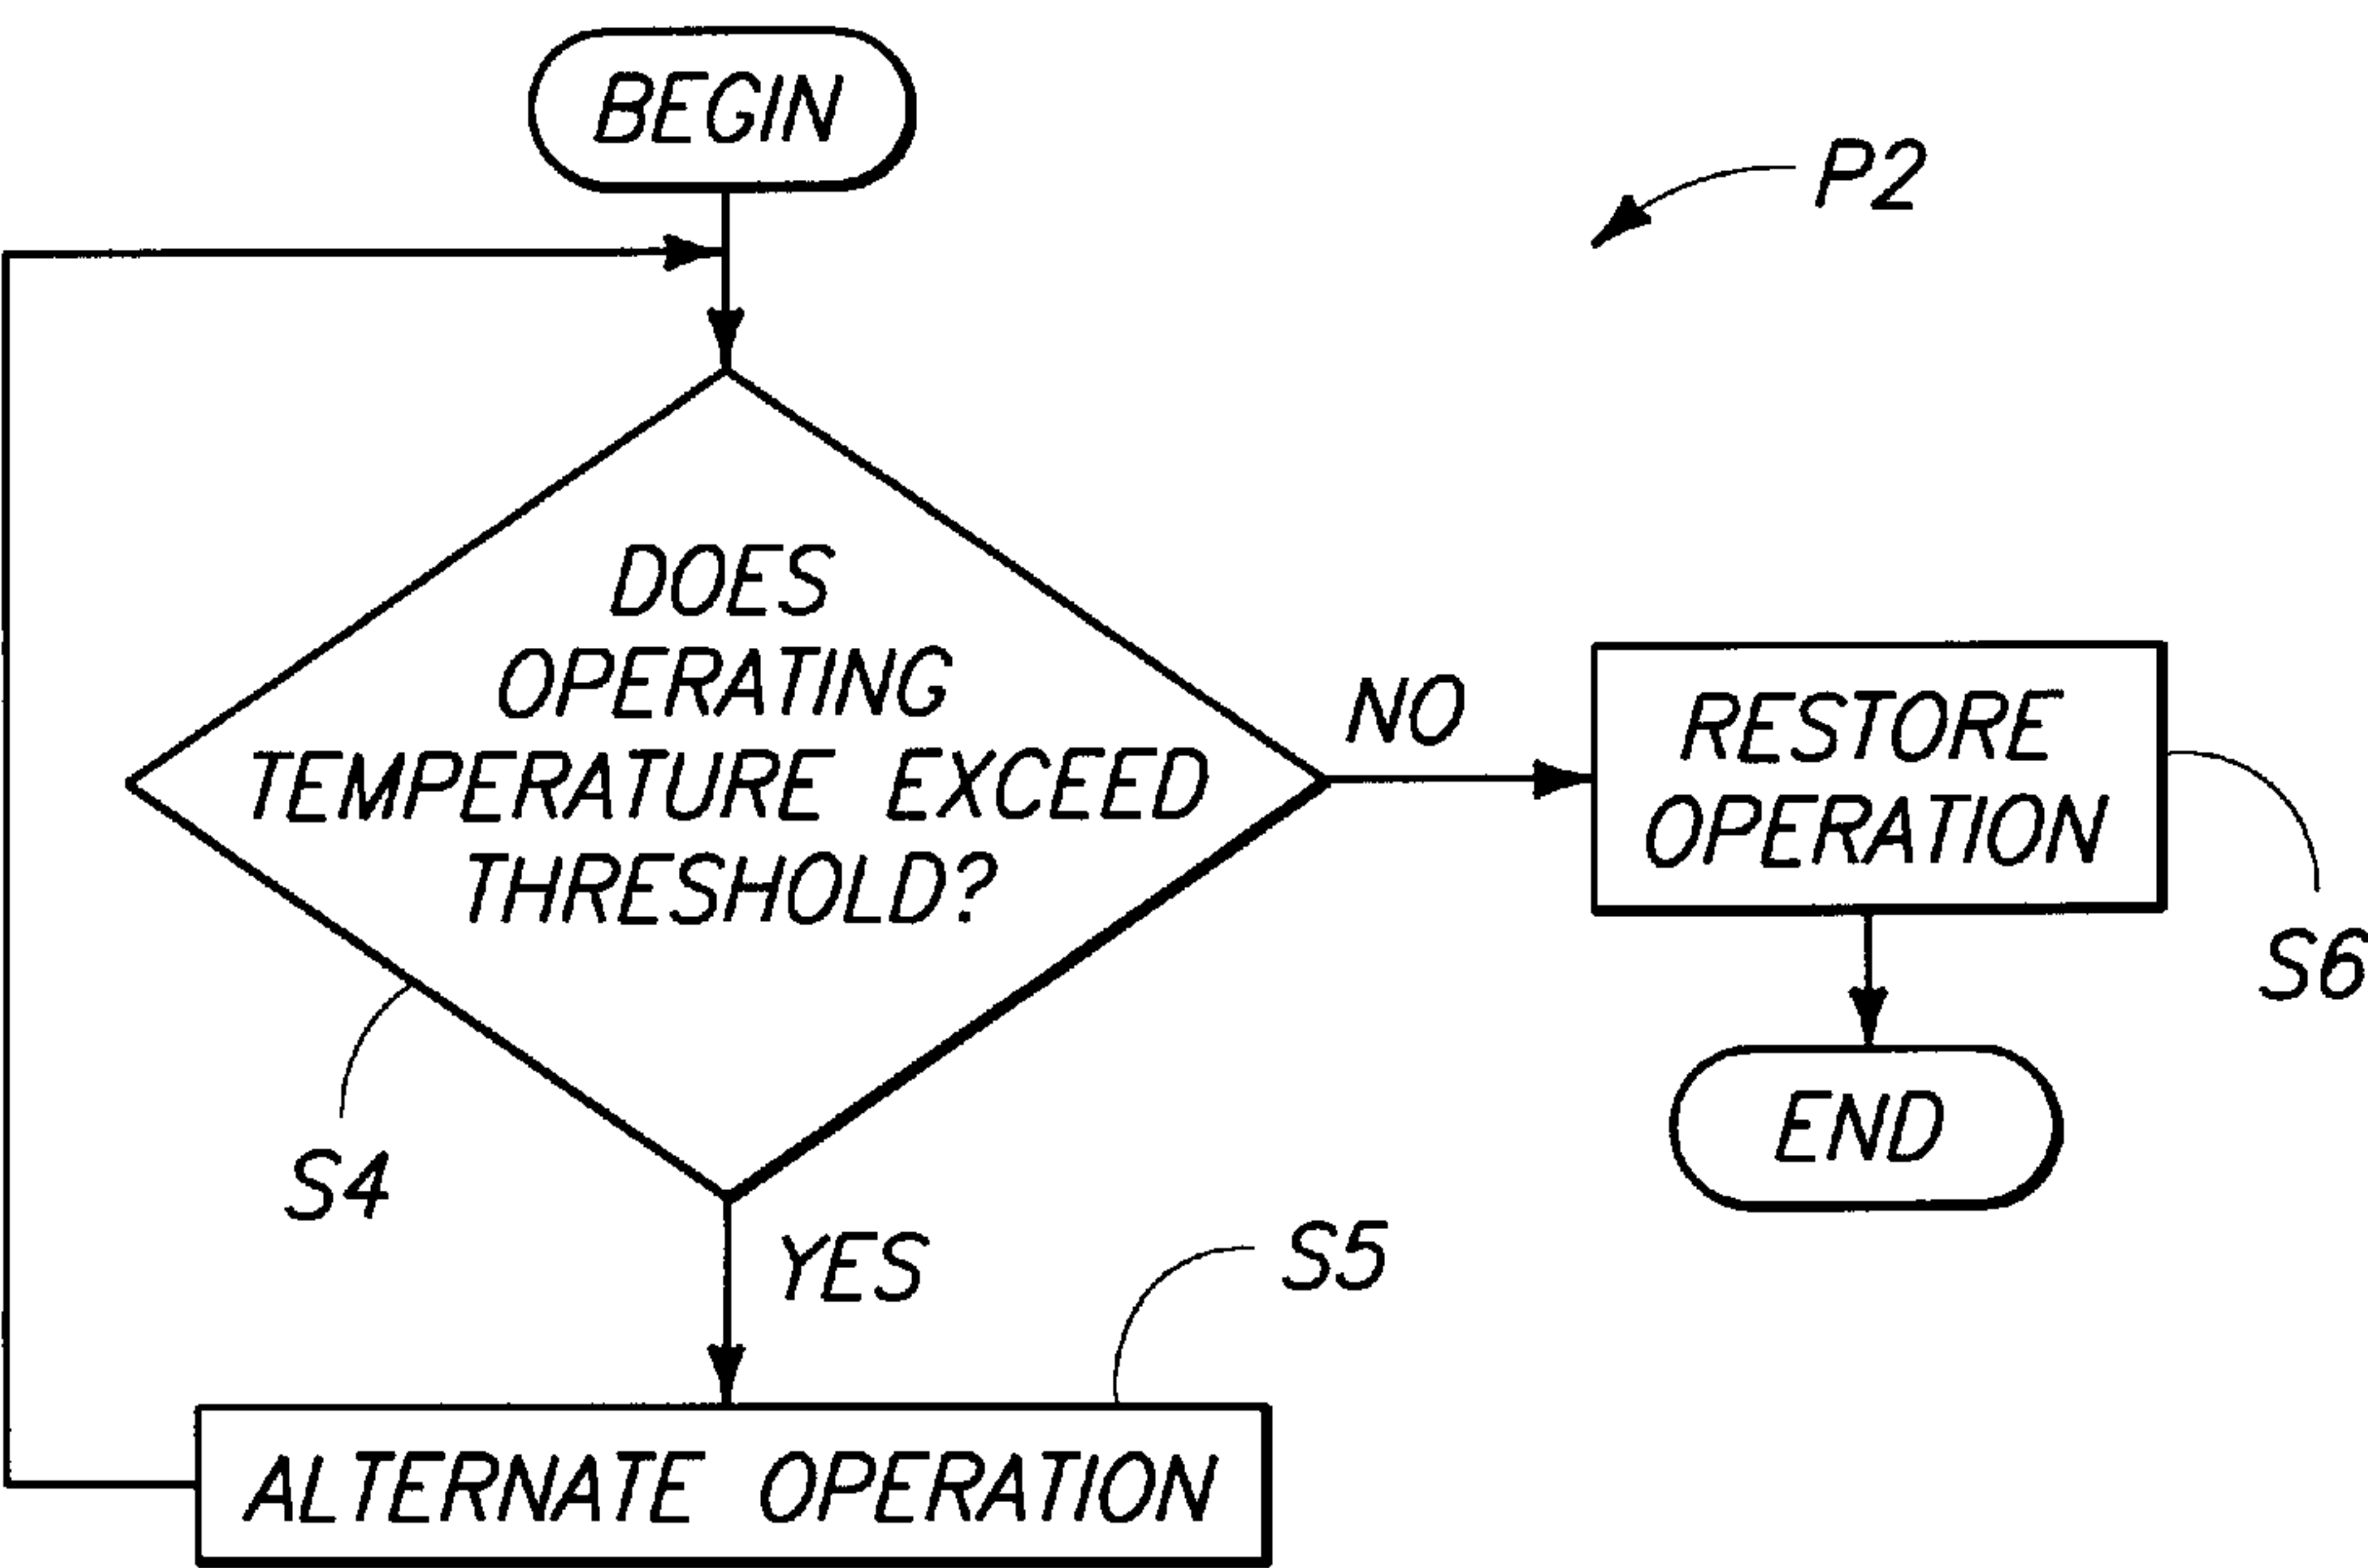 BEGIN
P2
DOES
OPERATING
TEMPERATURE EXCEED
THRESHOLD?
NO
RESTORE
OPERATION
S6
END
S4
YES
S5
ALTERNATE OPERATION